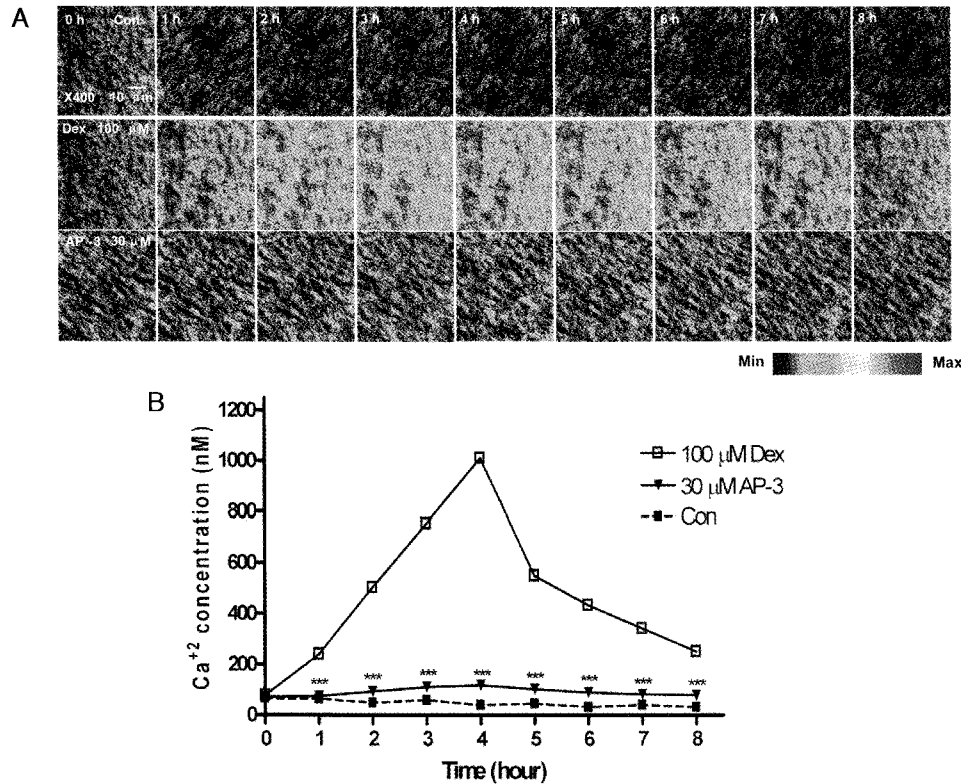 A
0 h Con 1 h 2 h 3 h 4 h 5 h 6 h 7 h 8 h
X400 10 μm
Dex 100 μM
AP-3 30 μM
Min Max
B
Ca+2 concentration (nM)
1200
1000
800
600
400
200
0
100 μM Dex
30 μM AP-3
Con
*** *** *** *** *** *** *** ***
0 1 2 3 4 5 6 7 8
Time (hour)